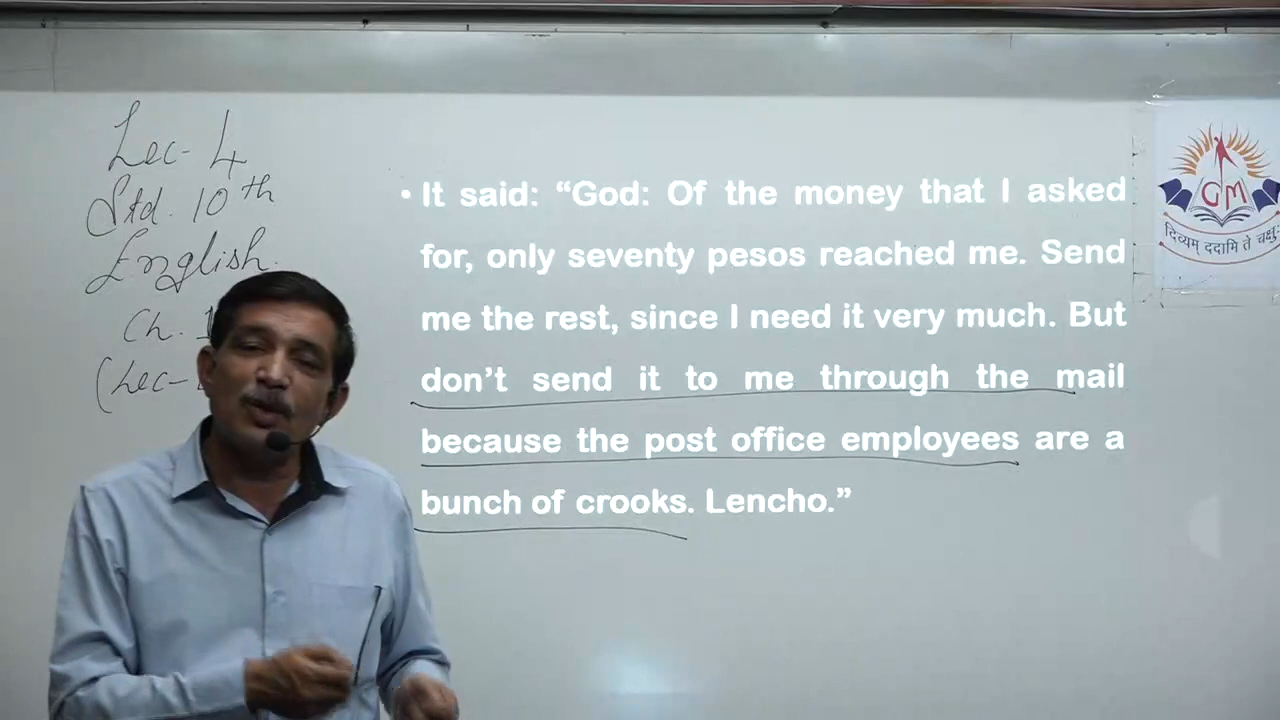 Lec- 4
Std. 10th
English
Ch. 1
(Lec-
• It said: “God: Of the money that I asked
for, only seventy pesos reached me. Send
me the rest, since I need it very much. But
don’t send it to me through the mail
because the post office employees are a
bunch of crooks. Lencho.”
GM
दिव्यम ददामि ते चक्षु: